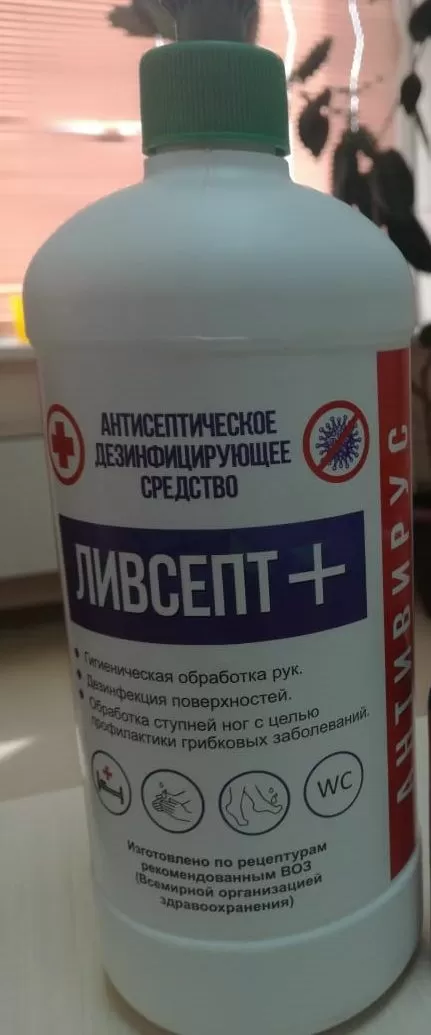 АНТИСЕПТИЧЕСКОЕ
ДЕЗИНФИЦИРУЮЩЕЕ
СРЕДСТВО
ЛИВСЕПТ+
• Гигиеническая обработка рук.
• Дезинфекция поверхностей.
• Обработка ступней ног с целью
профилактики грибковых заболеваний.
WC
Изготовлено по рецептурам
рекомендованным ВОЗ
(Всемирной организацией
здравоохранения)
АНТИВИРУС